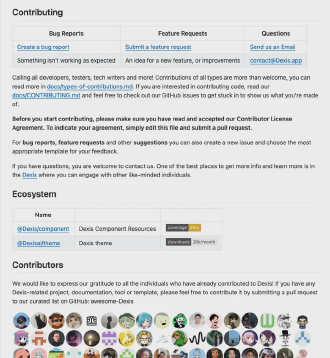 Contributing
Bug Reports Feature Requests Questions
Create a bug report Submit a feature request Send us an Email
Something isn't working as expected An idea for a new feature, or improvements contact@Dexis.app
Calling all developers, testers, tech writers and more! Contributions of all types are more than welcome, you can
read more in docs/types-of-contributions.md. If you are interested in contributing code, read our
docs/CONTRIBUTING.md and feel free to check out our GitHub issues to get stuck in to show us what you're made
of.
Before you start contributing, please make sure you have read and accepted our Contributor License
Agreement. To indicate your agreement, simply edit this file and submit a pull request.
For bug reports, feature requests and other suggestions you can also create a new issue and choose the most
appropriate template for your feedback.
If you have questions, you are welcome to contact us. One of the best places to get more info and learn more is in
the Dexis where you can engage with other like-minded individuals.
Ecosystem
Name
@Dexis/component Dexis Component Resources coverage
Dexis theme downloads /month
Contributors
We would like to express our gratitude to all the individuals who have already contributed to Dexis! If you have any
Dexis-related project, documentation, tool or template, please feel free to contribute it by submitting a pull request
to our curated list on GitHub: awesome-Dexis